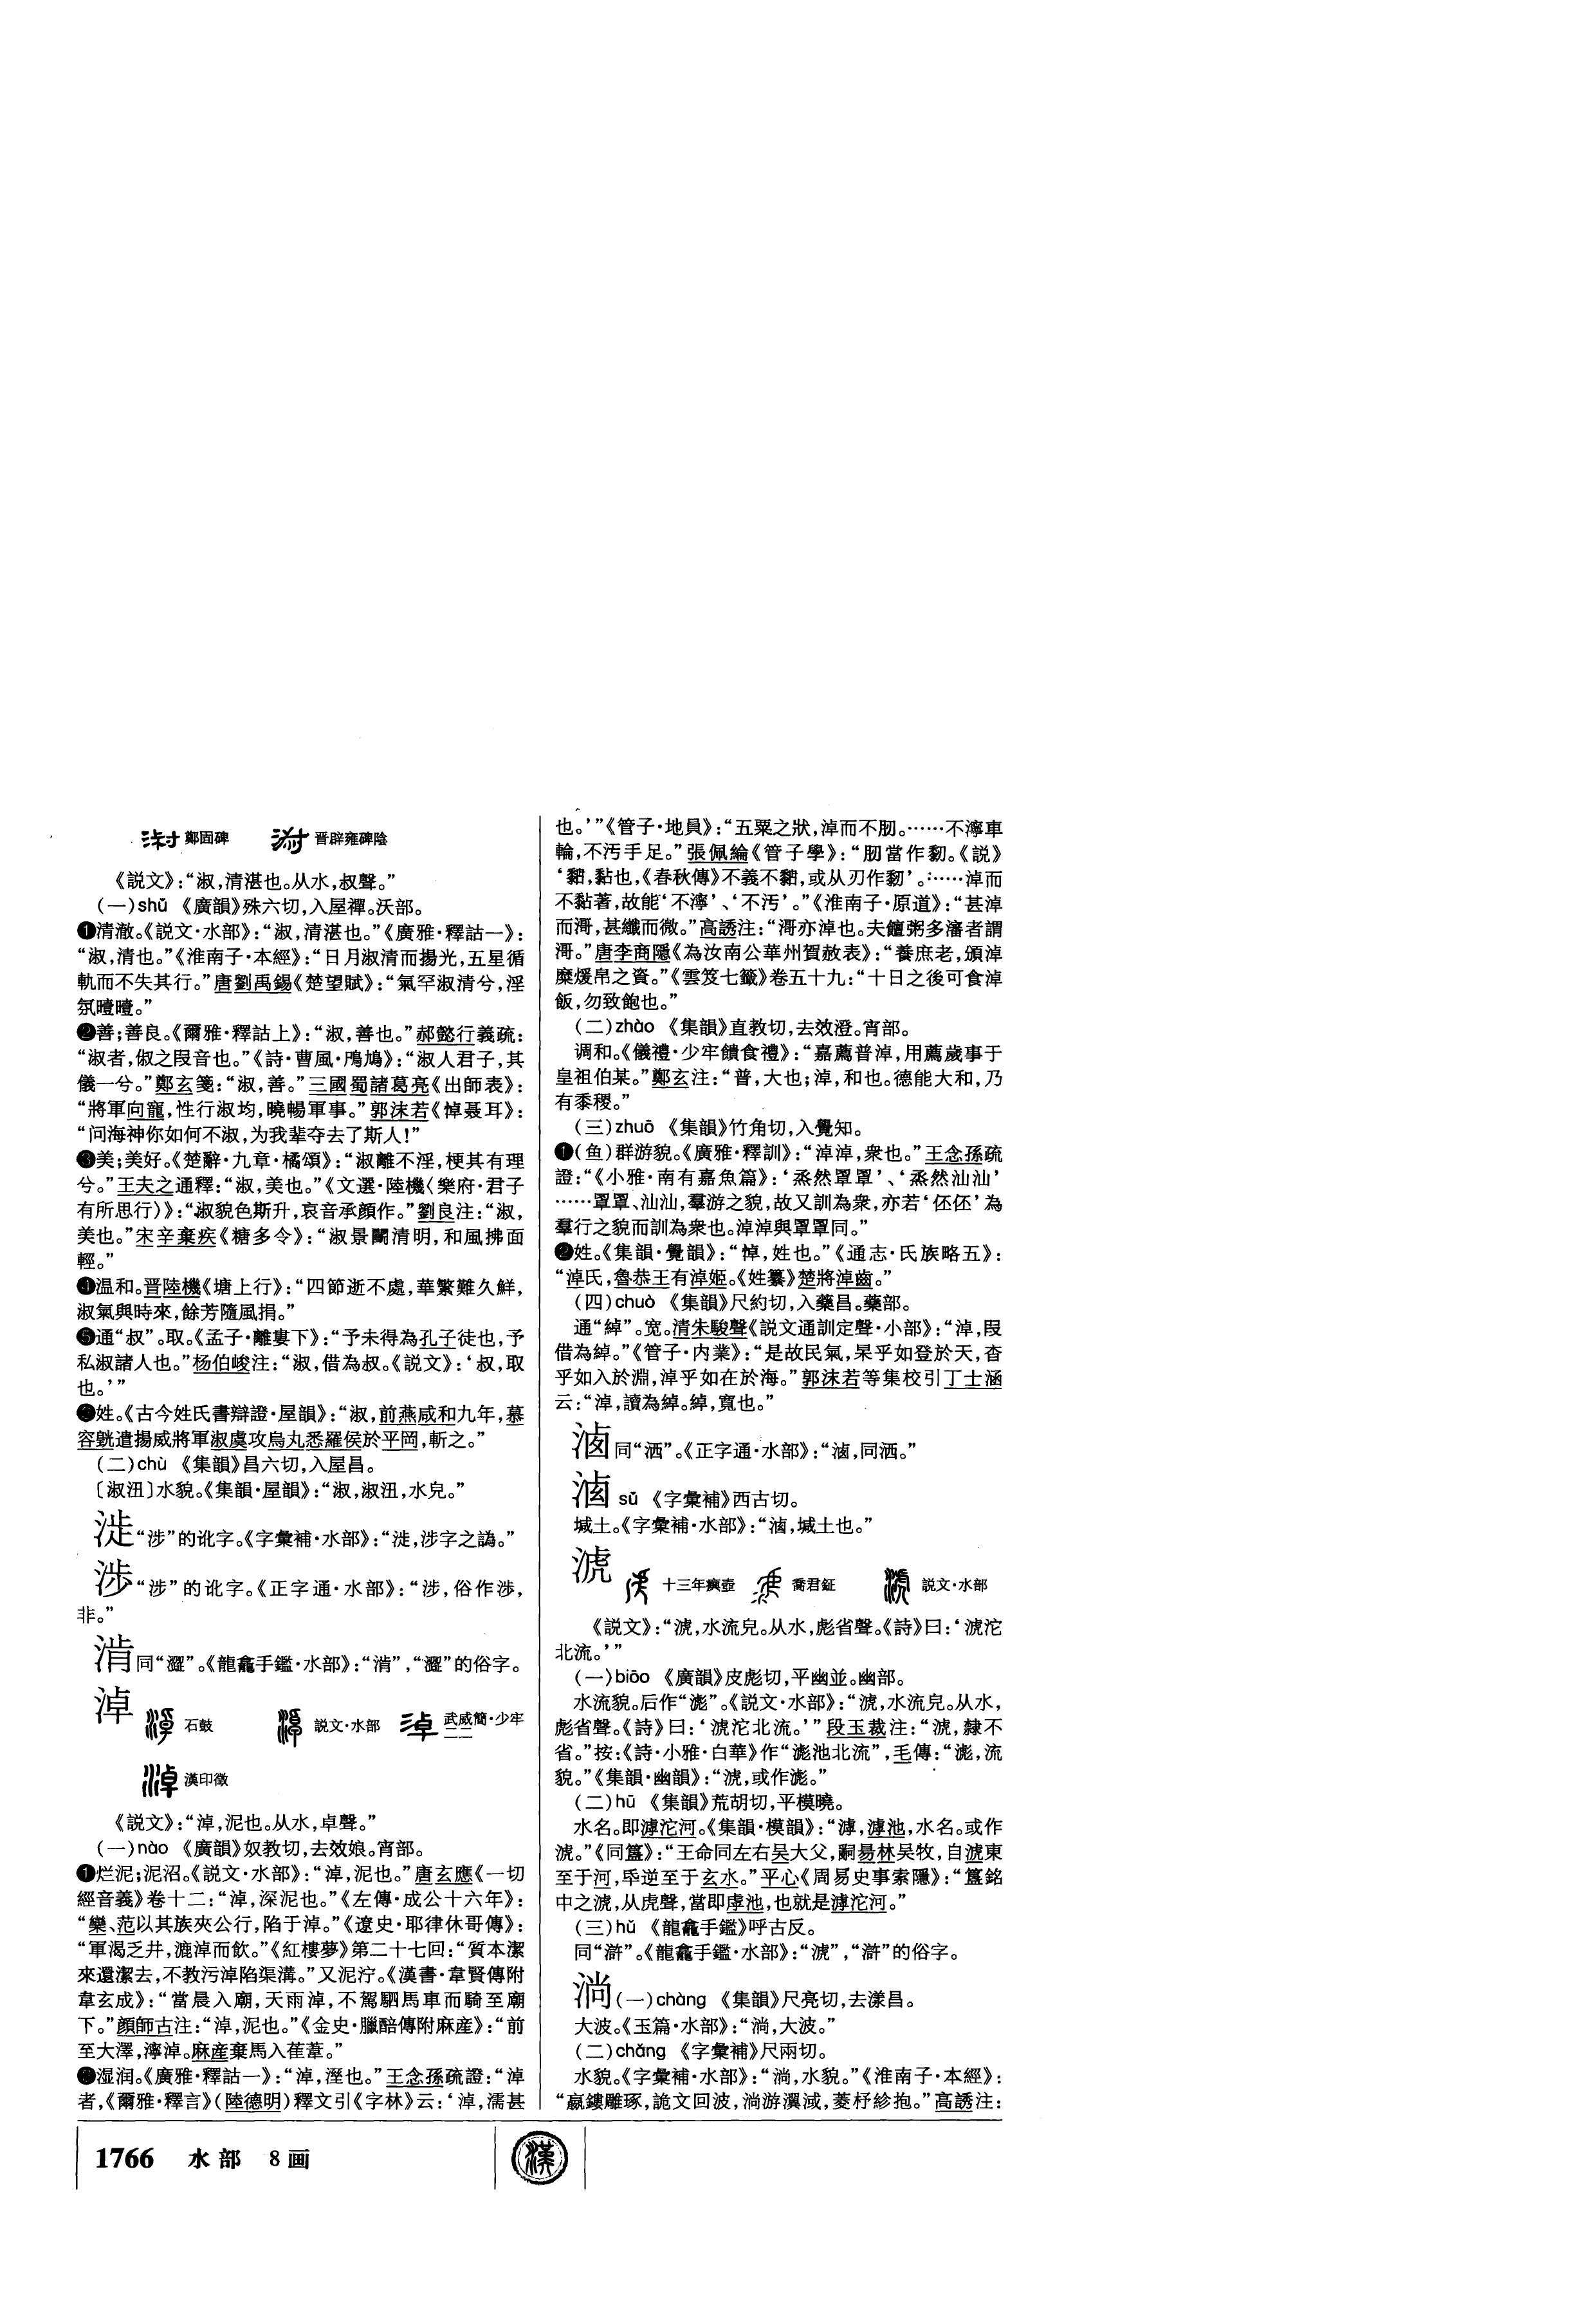 鄭固碑 晋辟雍碑陰
《説文》：“淑，清湛也。从水，叔聲。”
（一）shū 《廣韻》殊六切，入屋禪。沃部。
❶清澈。《説文·水部》：“淑，清湛也。”《廣雅·釋詁一》：
“淑，清也。”《淮南子·本經》：“日月淑清而揚光，五星循
軌而不失其行。”唐劉禹錫《楚望賦》：“氣罕淑清兮，淫
氛曀曀。”
❷善；善良。《爾雅·釋詁上》：“淑，善也。”郝懿行義疏：
“淑者，俶之叚音也。”《詩·曹風·鳲鳩》：“淑人君子，其
儀一兮。”鄭玄箋：“淑，善。”三國蜀諸葛亮《出師表》：
“將軍向寵，性行淑均，曉暢軍事。”郭沫若《悼聶耳》：
“问海神你如何不淑，为我辈夺去了斯人！”
❸美；美好。《楚辭·九章·橘頌》：“淑離不淫，梗其有理
兮。”王夫之通釋：“淑，美也。”《文選·陸機〈樂府·君子
有所思行〉》：“淑貌色斯升，哀音承顔作。”劉良注：“淑，
美也。”宋辛棄疾《糖多令》：“淑景鬭清明，和風拂面
輕。”
❹温和。晋陸機《塘上行》：“四節逝不處，華繁難久鮮，
淑氣與時來，餘芳隨風捐。”
❺通“叔”。取。《孟子·離婁下》：“予未得為孔子徒也，予
私淑諸人也。”杨伯峻注：“淑，借為叔。《説文》：‘叔，取
也。’”
❻姓。《古今姓氏書辯證·屋韻》：“淑，前燕咸和九年，慕
容皝遣揚威將軍淑虞攻烏丸悉羅侯於平岡，斬之。”
（二）chù 《集韻》昌六切，入屋昌。
〔淑沑〕水貌。《集韻·屋韻》：“淑，淑沑，水皃。”
“涉”的讹字。《字彙補·水部》：“，涉字之譌。”
“涉”的讹字。《正字通·水部》：“涉，俗作，
非。”
同“澀”。《龍龕手鑑·水部》：“”，“澀”的俗字。
淖 石鼓 説文·水部 武威簡·少牢
二二
漢印徵
《説文》：“淖，泥也。从水，卓聲。”
（一）nào 《廣韻》奴教切，去效娘。宵部。
❶烂泥；泥沼。《説文·水部》：“淖，泥也。”唐玄應《一切
經音義》卷十二：“淖，深泥也。”《左傳·成公十六年》：
“欒、范以其族夾公行，陷于淖。”《遼史·耶律休哥傳》：
“軍渴乏井，漉淖而飲。”《紅樓夢》第二十七回：“質本潔
來還潔去，不教污淖陷渠溝。”又泥泞。《漢書·韋賢傳附
韋玄成》：“當晨入廟，天雨淖，不駕駟馬車而騎至廟
下。”顔師古注：“淖，泥也。”《金史·臘醅傳附麻産》：“前
至大澤，濘淖。麻産棄馬入萑葦。”
❷湿润。《廣雅·釋詁一》：“淖，溼也。”王念孫疏證：“淖
者，《爾雅·釋言》（陸德明）釋文引《字林》云：‘淖，濡甚
也。’”《管子·地員》：“五粟之狀，淖而不肕。……不濘車
輪，不污手足。”張佩綸《管子學》：“肕當作䵑。《説》
‘䵒，黏也，《春秋傳》不義不䵒，或从刃作䵑’。……淖而
不黏著，故能‘不濘’、‘不污’。”《淮南子·原道》：“甚淖
而滒，甚纖而微。”高誘注：“滒亦淖也。夫饘粥多瀋者謂
滒。”唐李商隱《為汝南公華州賀赦表》：“養庶老，頒淖
糜煖帛之資。”《雲笈七籤》卷五十九：“十日之後可食淖
飯，勿致飽也。”
（二）zhào 《集韻》直教切，去效澄。宵部。
调和。《儀禮·少牢饋食禮》：“嘉薦普淖，用薦歲事于
皇祖伯某。”鄭玄注：“普，大也；淖，和也。德能大和，乃
有黍稷。”
（三）zhuō 《集韻》竹角切，入覺知。
❶（鱼）群游貌。《廣雅·釋訓》：“淖淖，衆也。”王念孫疏
證：“《小雅·南有嘉魚篇》：‘烝然罩罩’、‘烝然汕汕’
……罩罩、汕汕，羣游之貌，故又訓為衆，亦若‘伾伾’為
羣行之貌而訓為衆也。淖淖與罩罩同。”
❷姓。《集韻·覺韻》：“悼，姓也。”《通志·氏族略五》：
“淖氏，魯恭王有淖姬。《姓纂》楚將淖齒。”
（四）chuò 《集韻》尺約切，入藥昌。藥部。
通“綽”。宽。清朱駿聲《説文通訓定聲·小部》：“淖，叚
借為綽。”《管子·内業》：“是故民氣，杲乎如登於天，杳
乎如入於淵，淖乎如在於海。”郭沫若等集校引丁士涵
云：“淖，讀為綽。綽，寬也。”
同“洒”。《正字通·水部》：“，同洒。”
sǔ 《字彙補》西古切。
堿土。《字彙補·水部》：“，堿土也。”
淲 十三年㾓壺 喬君鉦 説文·水部
《説文》：“淲，水流皃。从水，彪省聲。《詩》曰：‘淲沱
北流。’”
（一）biāo 《廣韻》皮彪切，平幽並。幽部。
水流貌。后作“滮”。《説文·水部》：“淲，水流皃。从水，
彪省聲。《詩》曰：‘淲沱北流。’”段玉裁注：“淲，隸不
省。”按：《詩·小雅·白華》作“滮池北流”，毛傳：“滮，流
貌。”《集韻·幽韻》：“淲，或作滮。”
（二）hū 《集韻》荒胡切，平模曉。
水名。即滹沱河。《集韻·模韻》：“滹，滹池，水名。或作
淲。”《同簋》：“王命同左右吴大父，嗣易林吴牧，自淲東
至于河，氒逆至于玄水。”平心《周易史事索隱》：“簋銘
中之淲，从虎聲，當即虖池，也就是滹沱河。”
（三）hǔ 《龍龕手鑑》呼古反。
同“滸”。《龍龕手鑑·水部》：“淲”，“滸”的俗字。
淌（一）chàng 《集韻》尺亮切，去漾昌。
大波。《玉篇·水部》：“淌，大波。”
（二）chǎng 《字彙補》尺兩切。
水貌。《字彙補·水部》：“淌，水貌。”《淮南子·本經》：
“嬴鏤雕琢，詭文回波，淌游瀷淢，菱杼紾抱。”高誘注：
1766 水部 8画
漢